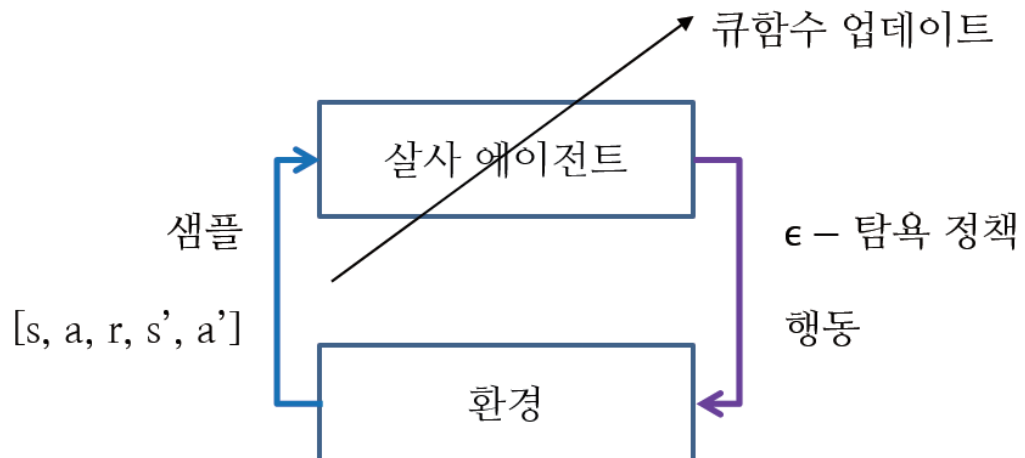 큐함수 업데이트
살사 에이전트
샘플
[s, a, r, s’, a’]
ϵ – 탐욕 정책
행동
환경